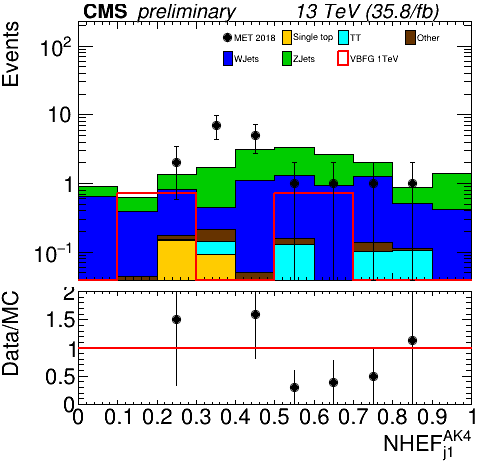 CMS preliminary 13 TeV (35.8/fb)
Events
MET 2018 Single top TT Other
WJets ZJets VBFG 1TeV
10²
10
1
10⁻¹
Data/MC
2
1.5
1
0.5
0
0 0.1 0.2 0.3 0.4 0.5 0.6 0.7 0.8 0.9 1
NHEF_{j1}^{AK4}